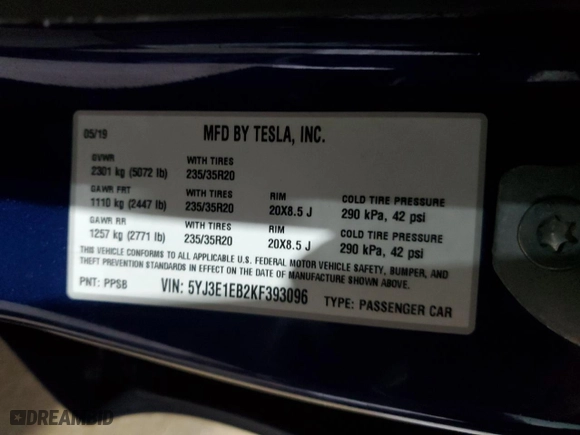 05/19 MFD BY TESLA, INC.
GVWR WITH TIRES
2301 kg (5072 lb) 235/35R20
GAWR FRT WITH TIRES RIM COLD TIRE PRESSURE
1110 kg (2447 lb) 235/35R20 20X8.5 J 290 kPa, 42 psi
GAWR RR WITH TIRES RIM COLD TIRE PRESSURE
1257 kg (2771 lb) 235/35R20 20X8.5 J 290 kPa, 42 psi
THIS VEHICLE CONFORMS TO ALL APPLICABLE U.S. FEDERAL MOTOR VEHICLE SAFETY, BUMPER, AND
THEFT PREVENTION STANDARDS IN EFFECT ON THE DATE OF MANUFACTURE SHOWN ABOVE.
PNT: PPSB VIN: 5YJ3E1EB2KF393096 TYPE: PASSENGER CAR
DREAMBID